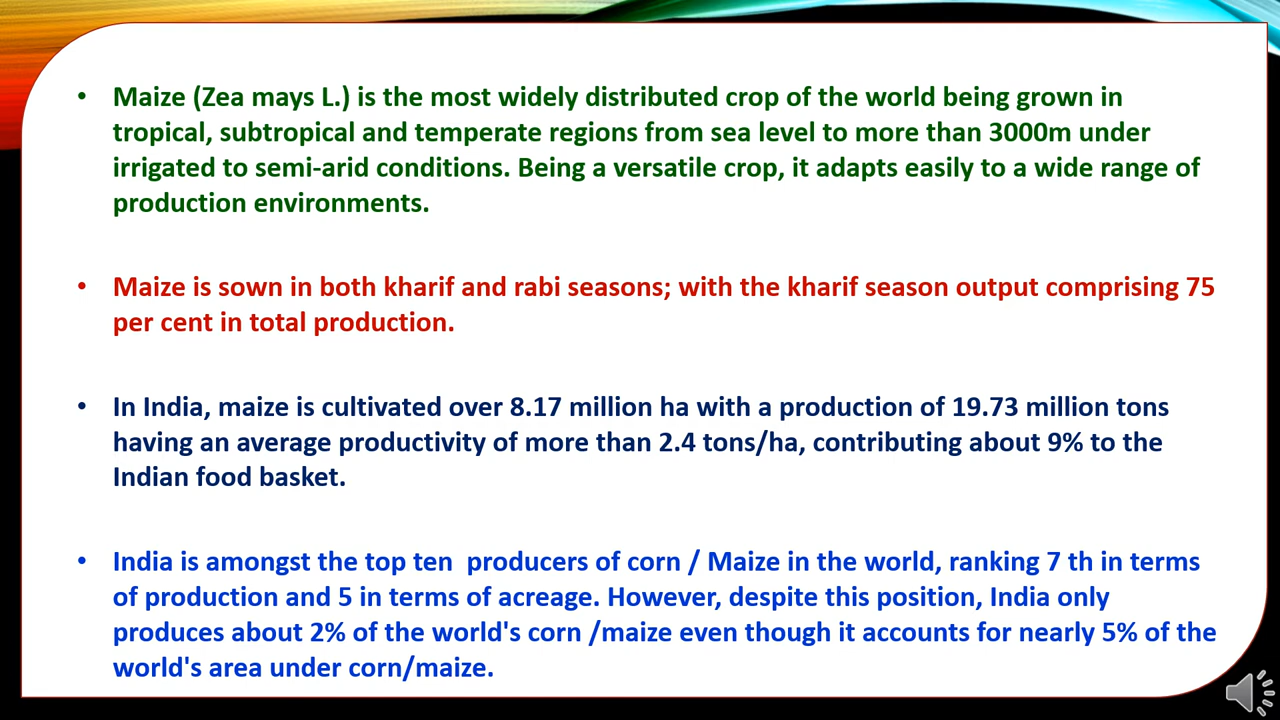 • Maize (Zea mays L.) is the most widely distributed crop of the world being grown in
tropical, subtropical and temperate regions from sea level to more than 3000m under
irrigated to semi-arid conditions. Being a versatile crop, it adapts easily to a wide range of
production environments.
• Maize is sown in both kharif and rabi seasons; with the kharif season output comprising 75
per cent in total production.
• In India, maize is cultivated over 8.17 million ha with a production of 19.73 million tons
having an average productivity of more than 2.4 tons/ha, contributing about 9% to the
Indian food basket.
• India is amongst the top ten  producers of corn / Maize in the world, ranking 7 th in terms
of production and 5 in terms of acreage. However, despite this position, India only
produces about 2% of the world's corn /maize even though it accounts for nearly 5% of the
world's area under corn/maize.